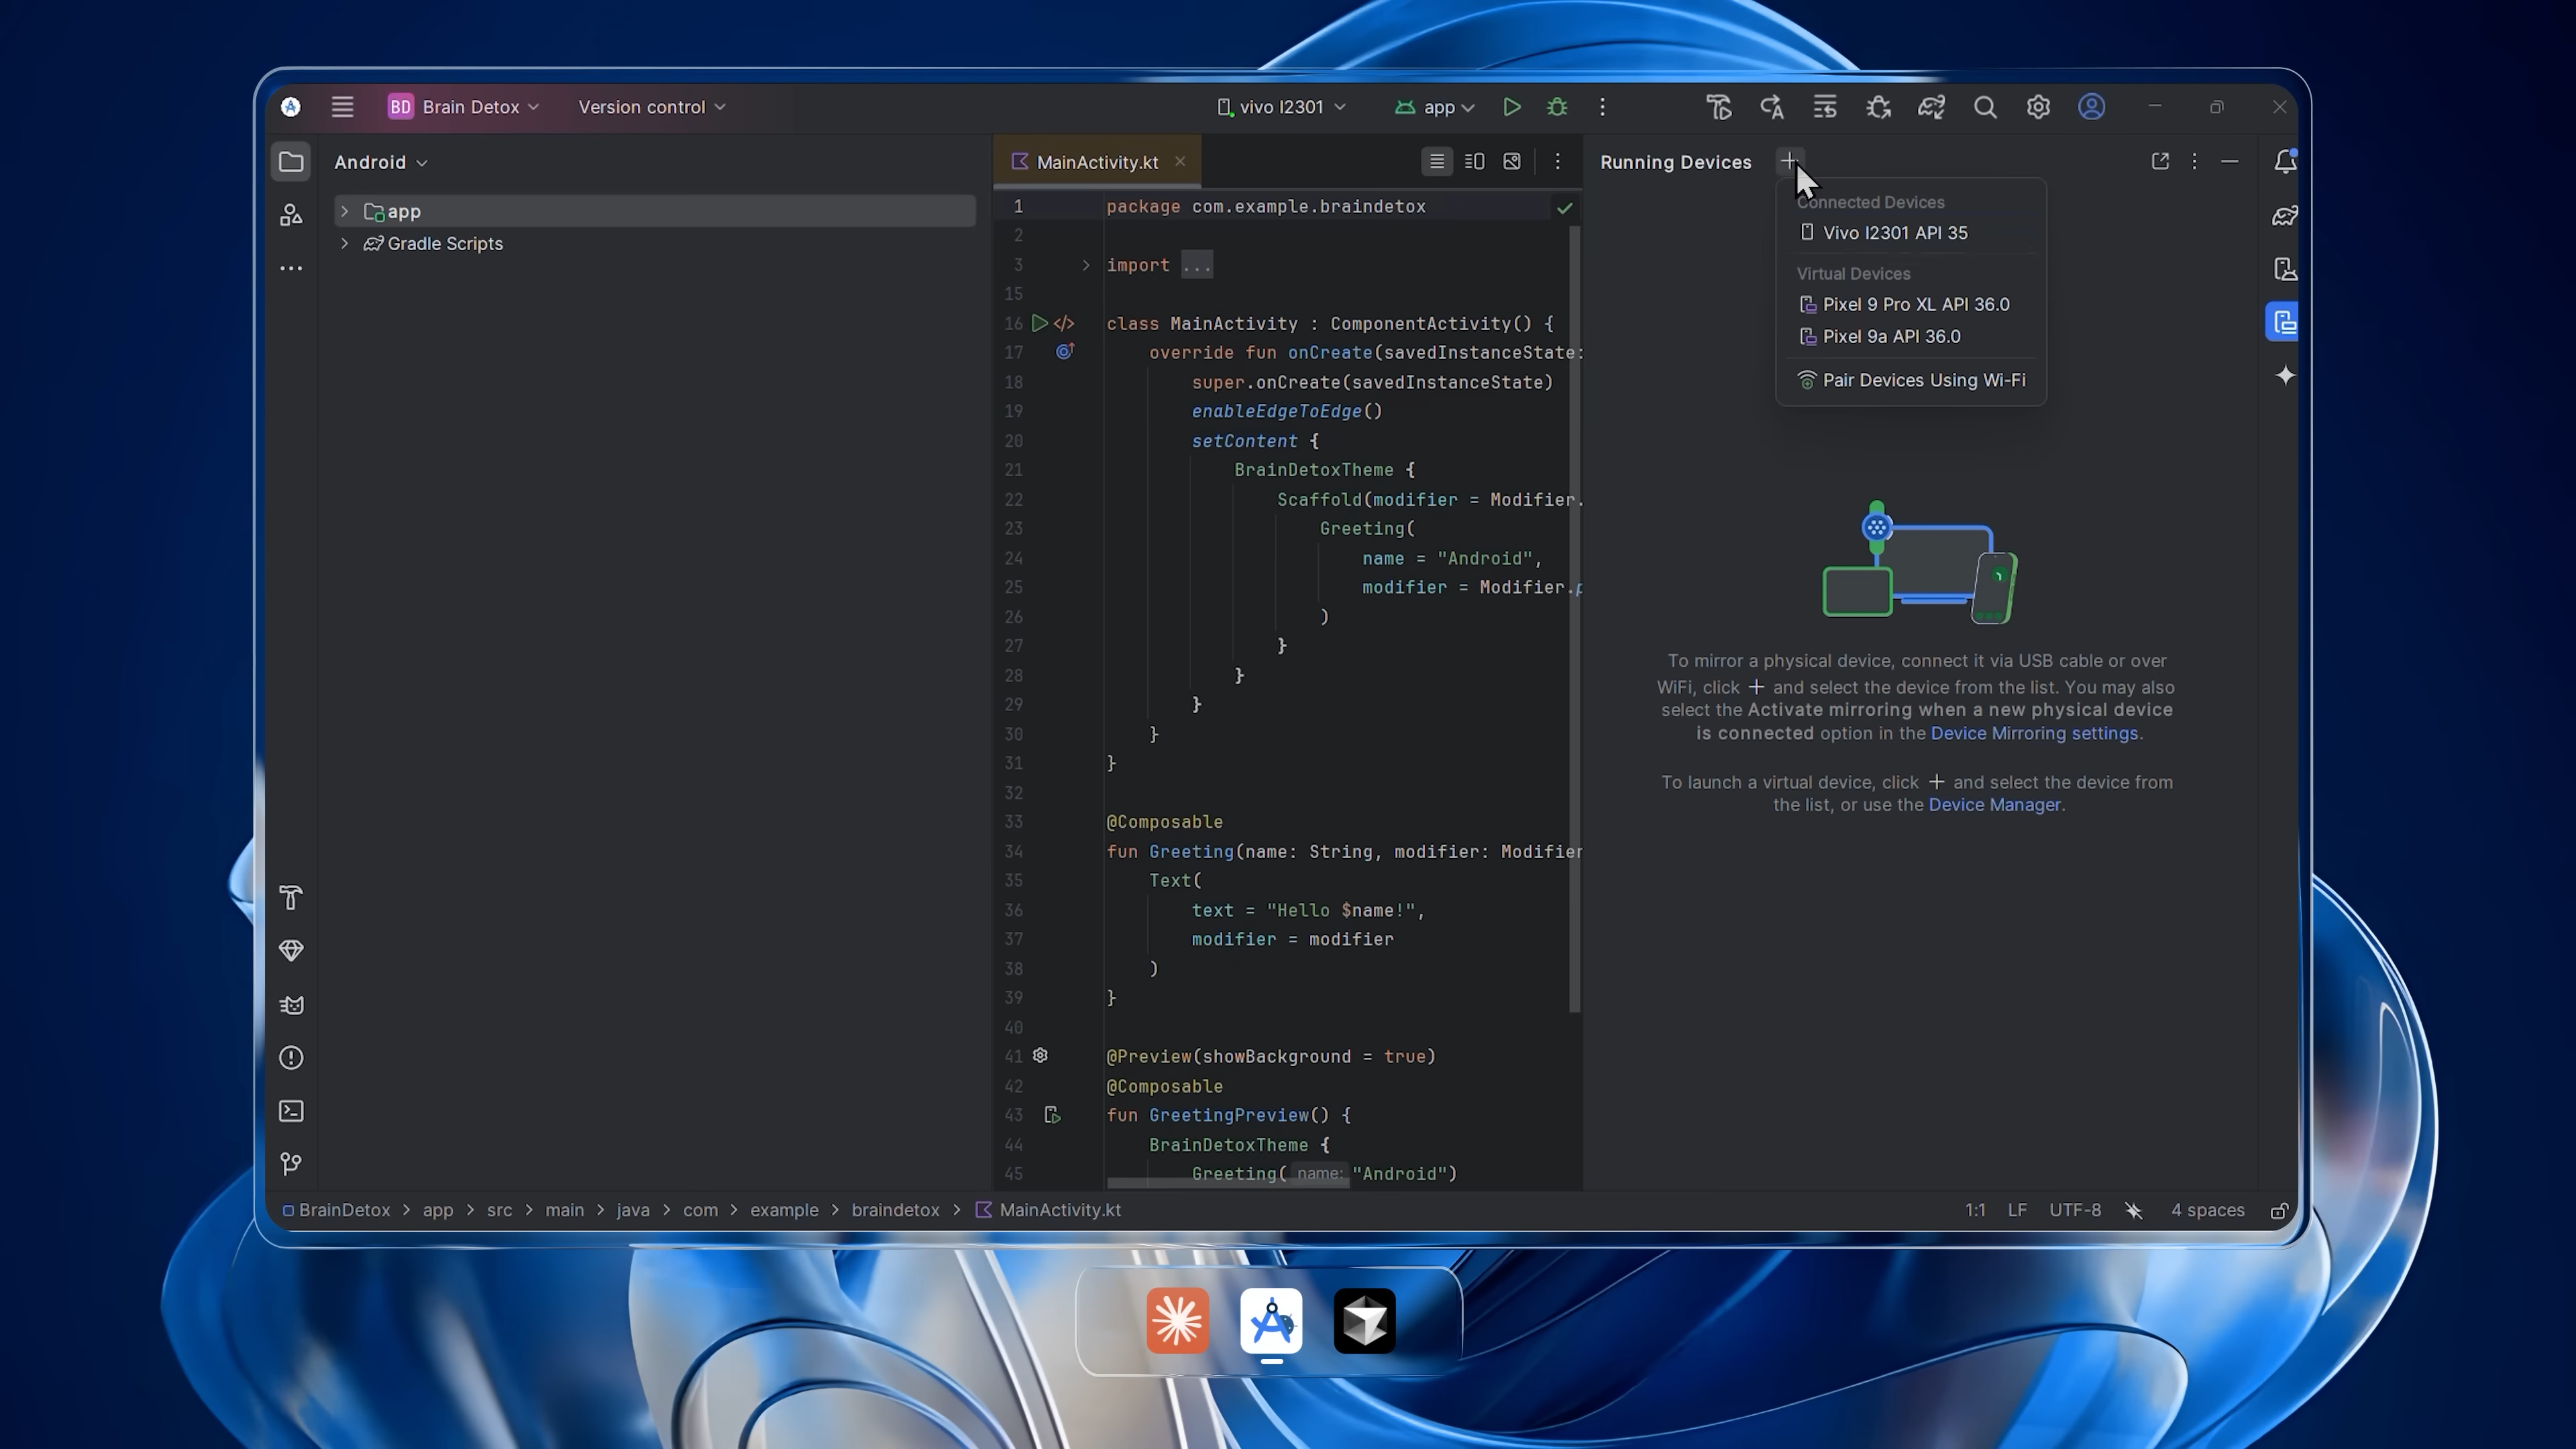 BD Brain Detox Version control vivo I2301 app
Android
app
Gradle Scripts
MainActivity.kt
1 package com.example.braindetox
2
3 import ...
15
16 class MainActivity : ComponentActivity() {
17 override fun onCreate(savedInstanceState:
18 super.onCreate(savedInstanceState)
19 enableEdgeToEdge()
20 setContent {
21 BrainDetoxTheme {
22 Scaffold(modifier = Modifier.
23 Greeting(
24 name = "Android",
25 modifier = Modifier.p
26 )
27 }
28 }
29 }
30 }
31 }
32
33 @Composable
34 fun Greeting(name: String, modifier: Modifier
35 Text(
36 text = "Hello $name!",
37 modifier = modifier
38 )
39 }
40
41 @Preview(showBackground = true)
42 @Composable
43 fun GreetingPreview() {
44 BrainDetoxTheme {
45 Greeting( name: "Android")
Running Devices
Connected Devices
Vivo I2301 API 35
Virtual Devices
Pixel 9 Pro XL API 36.0
Pixel 9a API 36.0
Pair Devices Using Wi-Fi
To mirror a physical device, connect it via USB cable or over
WiFi, click + and select the device from the list. You may also
select the Activate mirroring when a new physical device
is connected option in the Device Mirroring settings.
To launch a virtual device, click + and select the device from
the list, or use the Device Manager.
BrainDetox > app > src > main > java > com > example > braindetox > MainActivity.kt
1:1 LF UTF-8 4 spaces